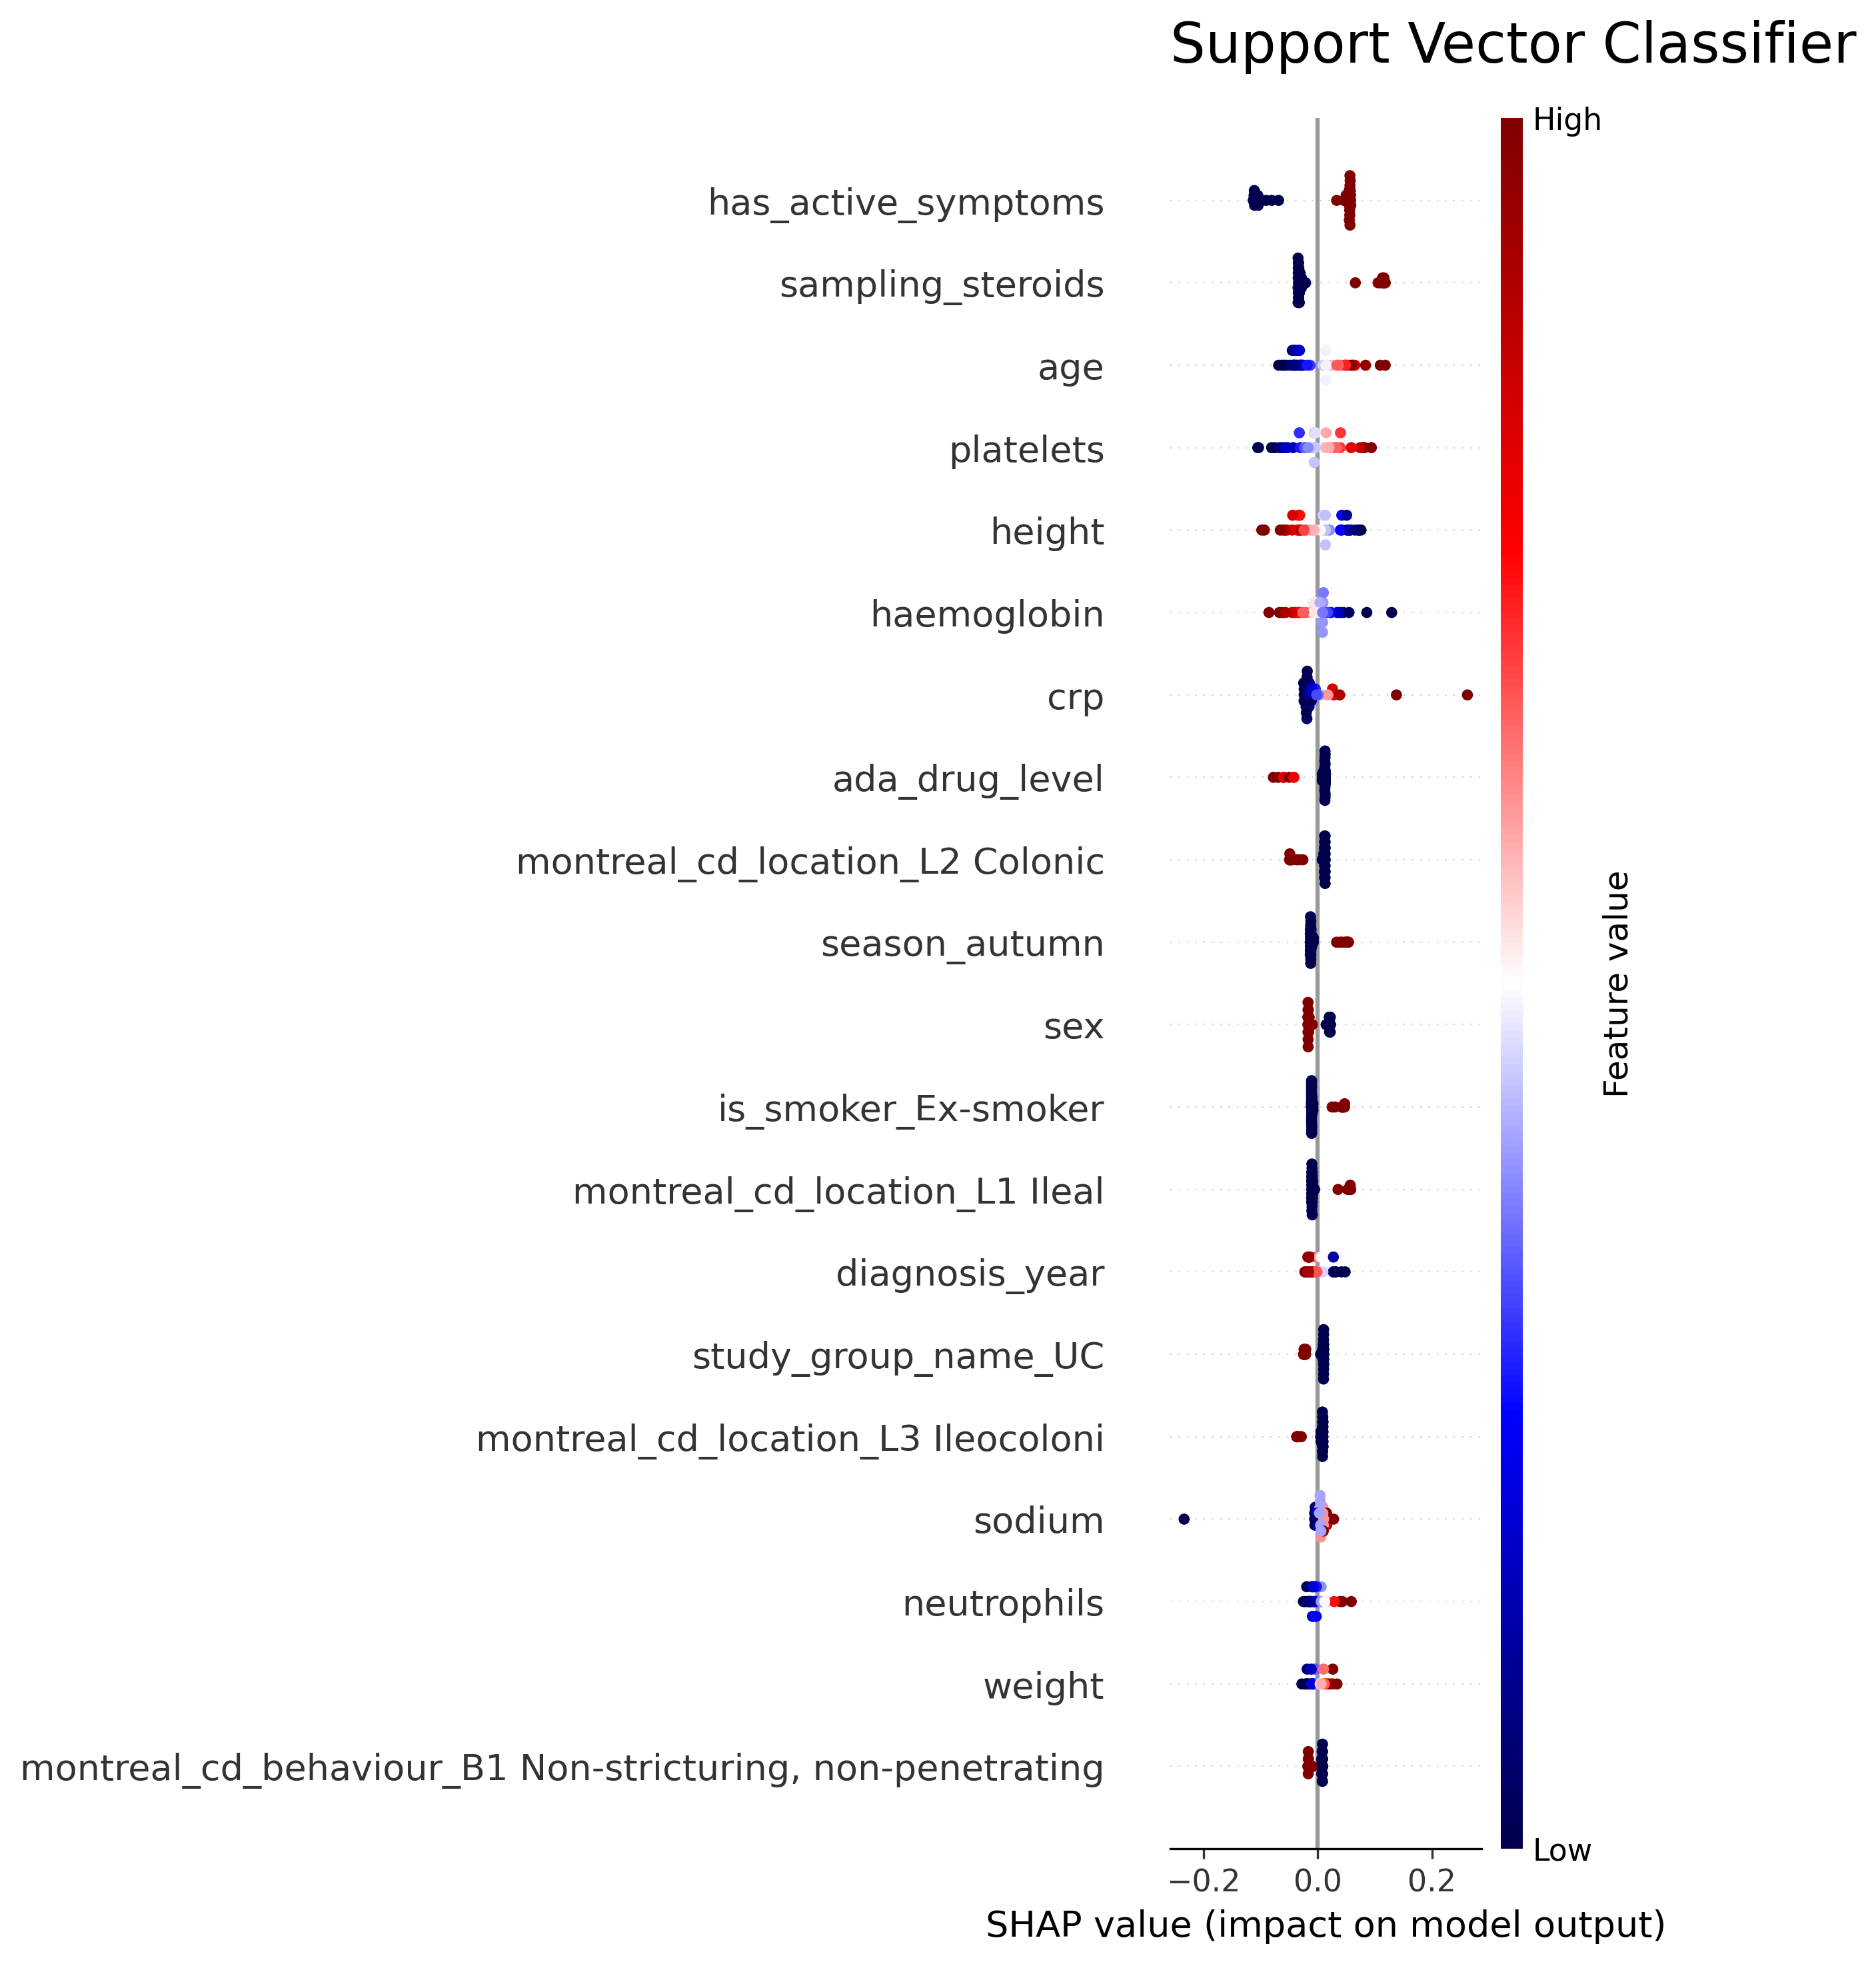 Support Vector Classifier
High
has_active_symptoms
sampling_steroids
age
platelets
height
haemoglobin
crp
ada_drug_level
montreal_cd_location_L2 Colonic
season_autumn
sex
is_smoker_Ex-smoker
montreal_cd_location_L1 Ileal
diagnosis_year
study_group_name_UC
montreal_cd_location_L3 Ileocoloni
sodium
neutrophils
weight
montreal_cd_behaviour_B1 Non-stricturing, non-penetrating
Feature value
Low
−0.2 0.0 0.2
SHAP value (impact on model output)